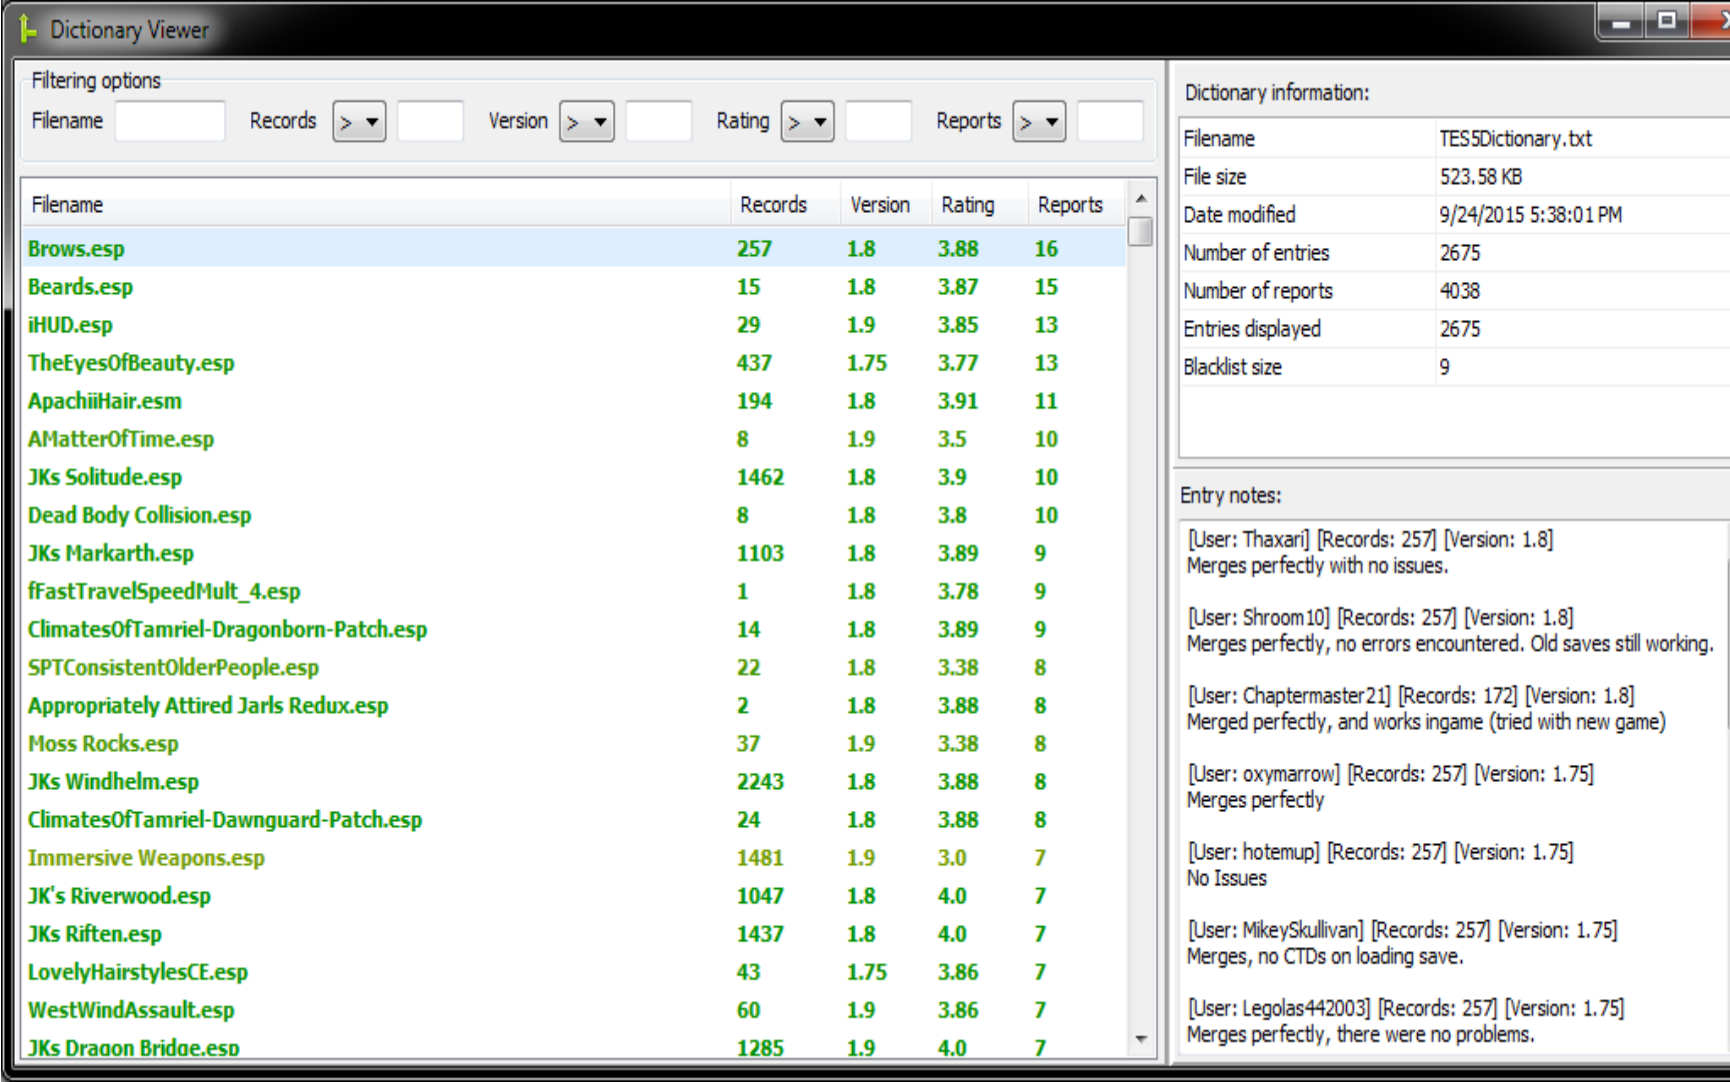 Dictionary Viewer
Filtering options
Filename Records > Version > Rating > Reports >
Filename Records Version Rating Reports
Brows.esp 257 1.8 3.88 16
Beards.esp 15 1.8 3.87 15
iHUD.esp 29 1.9 3.85 13
TheEyesOfBeauty.esp 437 1.75 3.77 13
ApachiiHair.esm 194 1.8 3.91 11
AMatterOfTime.esp 8 1.9 3.5 10
JKs Solitude.esp 1462 1.8 3.9 10
Dead Body Collision.esp 8 1.8 3.8 10
JKs Markarth.esp 1103 1.8 3.89 9
fFastTravelSpeedMult_4.esp 1 1.8 3.78 9
ClimatesOfTamriel-Dragonborn-Patch.esp 14 1.8 3.89 9
SPTConsistentOlderPeople.esp 22 1.8 3.38 8
Appropriately Attired Jarls Redux.esp 2 1.8 3.88 8
Moss Rocks.esp 37 1.9 3.38 8
JKs Windhelm.esp 2243 1.8 3.88 8
ClimatesOfTamriel-Dawnguard-Patch.esp 24 1.8 3.88 8
Immersive Weapons.esp 1481 1.9 3.0 7
JK's Riverwood.esp 1047 1.8 4.0 7
JKs Riften.esp 1437 1.8 4.0 7
LovelyHairstylesCE.esp 43 1.75 3.86 7
WestWindAssault.esp 60 1.9 3.86 7
JKs Dragon Bridge.esp 1285 1.9 4.0 7
Dictionary information:
Filename TES5Dictionary.txt
File size 523.58 KB
Date modified 9/24/2015 5:38:01 PM
Number of entries 2675
Number of reports 4038
Entries displayed 2675
Blacklist size 9
Entry notes:
[User: Thaxari] [Records: 257] [Version: 1.8]
Merges perfectly with no issues.
[User: Shroom10] [Records: 257] [Version: 1.8]
Merges perfectly, no errors encountered. Old saves still working.
[User: Chaptermaster21] [Records: 172] [Version: 1.8]
Merged perfectly, and works ingame (tried with new game)
[User: oxymarrow] [Records: 257] [Version: 1.75]
Merges perfectly
[User: hotemup] [Records: 257] [Version: 1.75]
No Issues
[User: MikeySkullivan] [Records: 257] [Version: 1.75]
Merges, no CTDs on loading save.
[User: Legolas442003] [Records: 257] [Version: 1.75]
Merges perfectly, there were no problems.